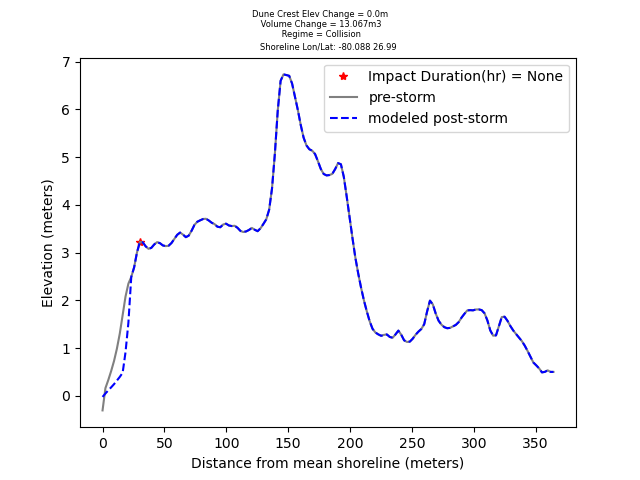 Dune Crest Elev Change = 0.0m
Volume Change = 13.067m3
Regime = Collision
Shoreline Lon/Lat: -80.088 26.99
Impact Duration(hr) = None
pre-storm
modeled post-storm
7
6
5
4
3
2
1
0
Elevation (meters)
0 50 100 150 200 250 300 350
Distance from mean shoreline (meters)